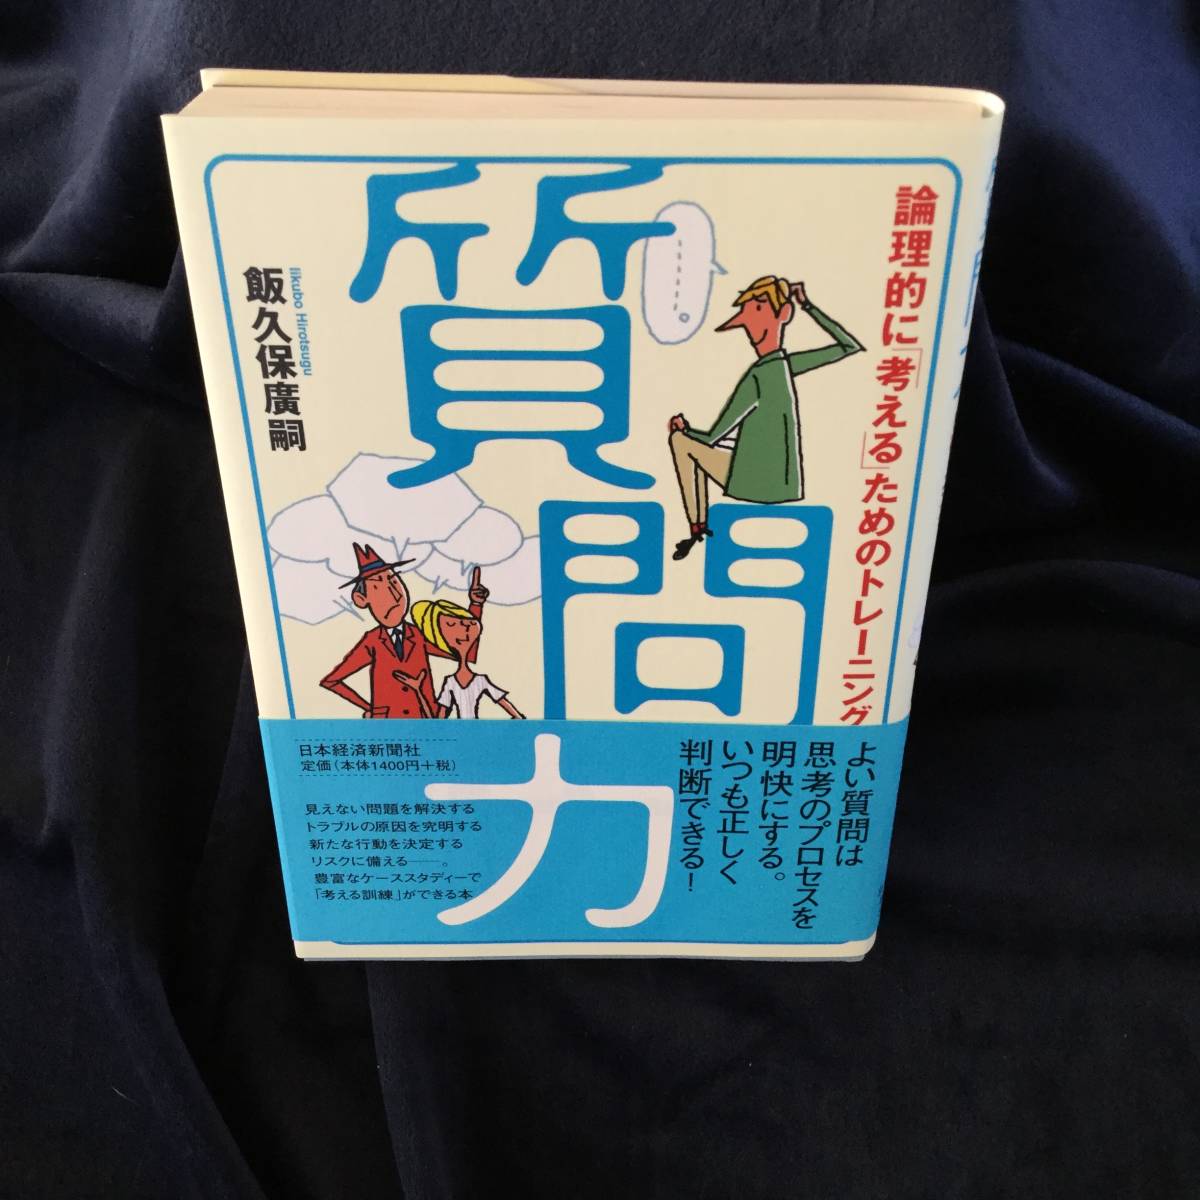 論理的に「考える」ためのトレーニング
質問力
…….。
Iikubo Hirotsugu
飯久保廣嗣
よい質問は
思考のプロセスを
明快にする。
いつも正しく
判断できる！
日本経済新聞社
定価（本体1400円＋税）
見えない問題を解決する
トラブルの原因を究明する
新たな行動を決定する
リスクに備える──。
豊富なケーススタディーで
「考える訓練」ができる本